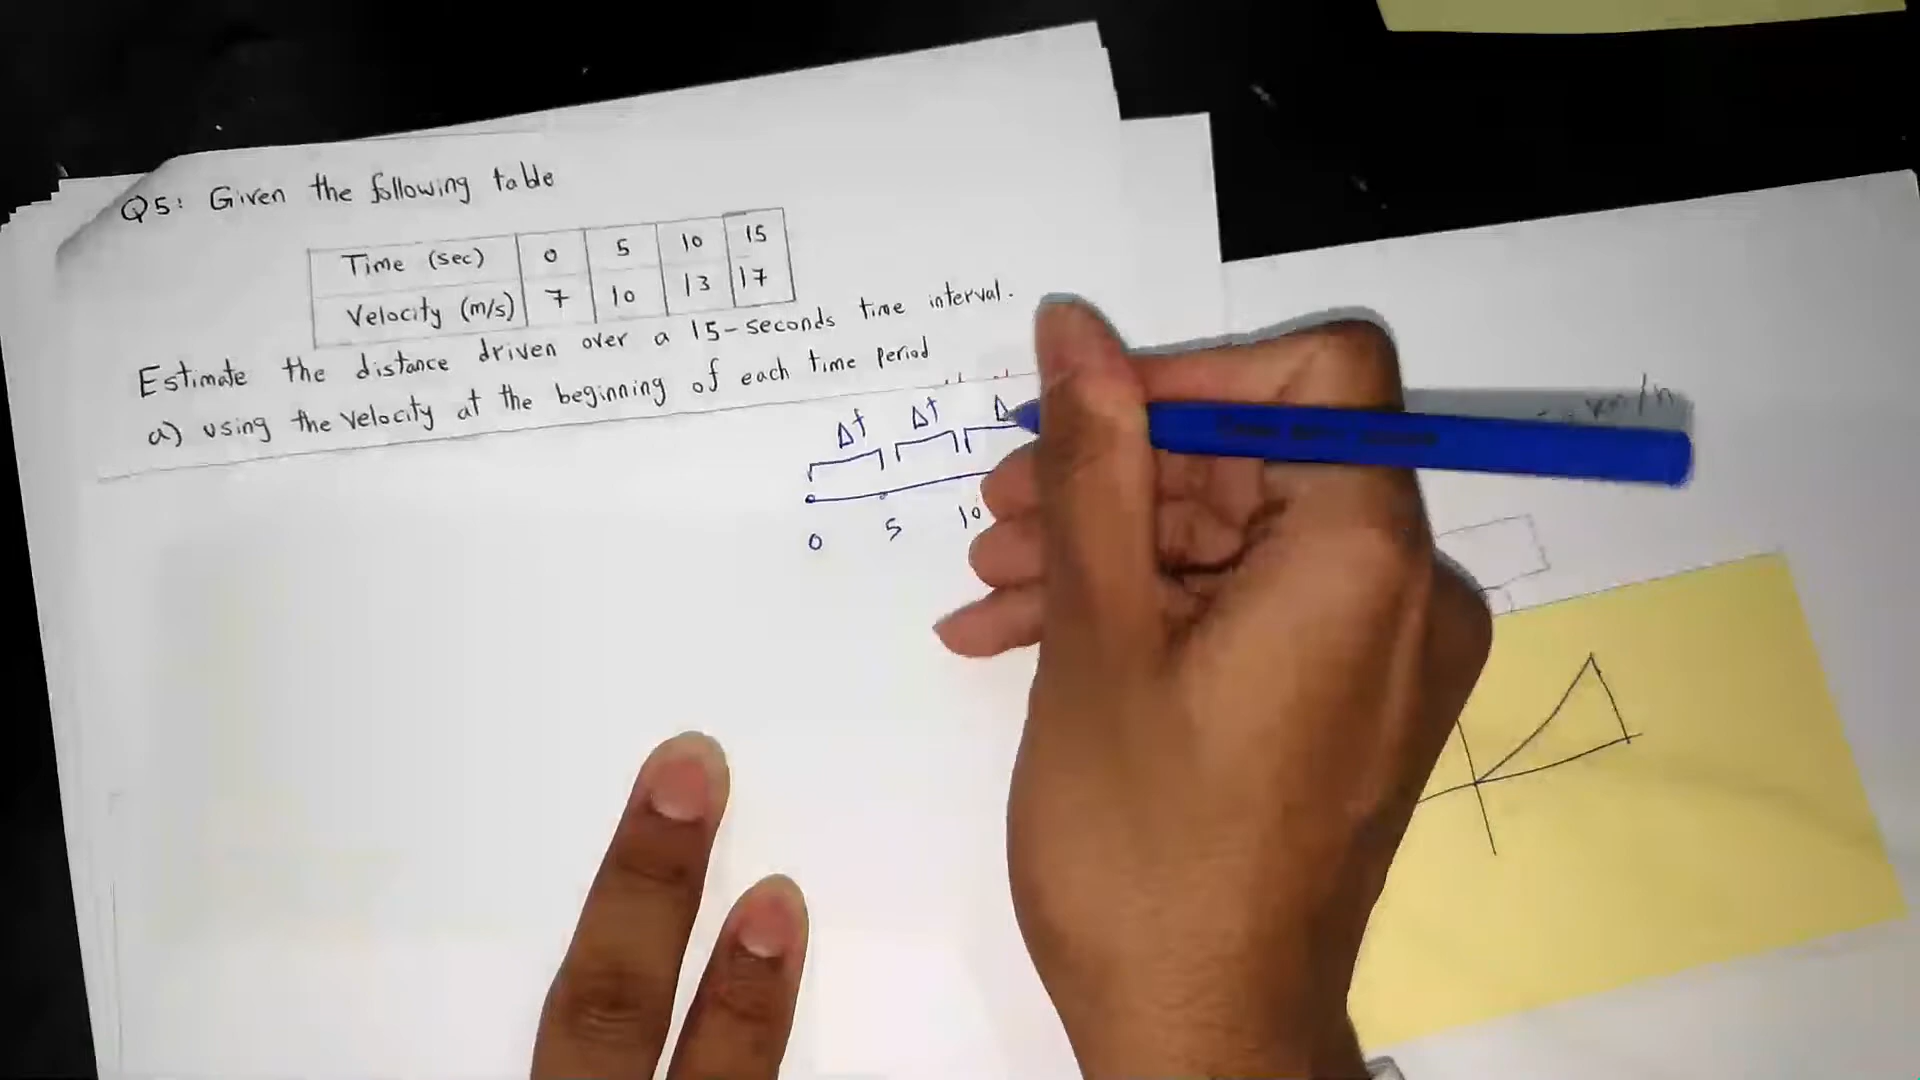 Q5: Given the following table
Time (sec) 0 5 10 15
Velocity (m/s) 7 10 13 17
Estimate the distance driven over a 15-seconds time interval.
a) using the velocity at the beginning of each time period
Δt Δt Δ
0 5 10
km/h